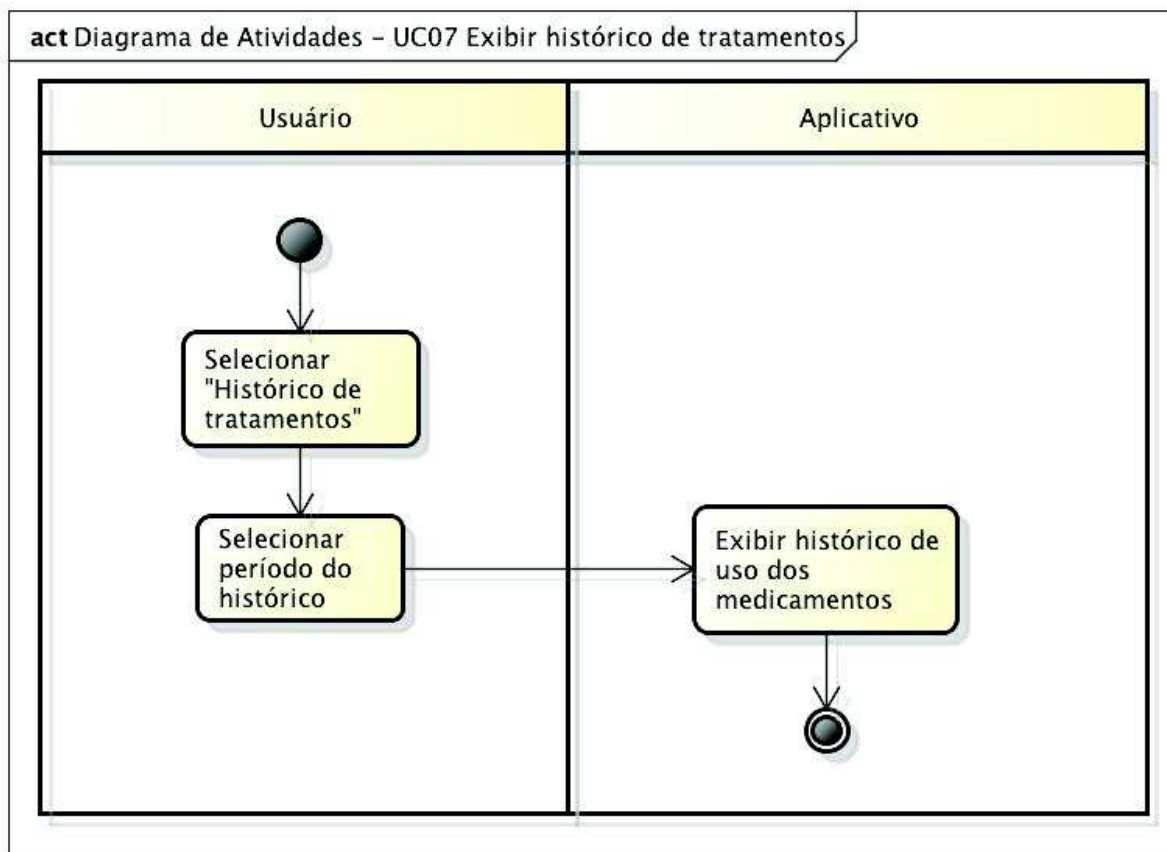 act Diagrama de Atividades – UC07 Exibir histórico de tratamentos
Usuário
Aplicativo
Selecionar
"Histórico de
tratamentos"
Selecionar
período do
histórico
Exibir histórico de
uso dos
medicamentos